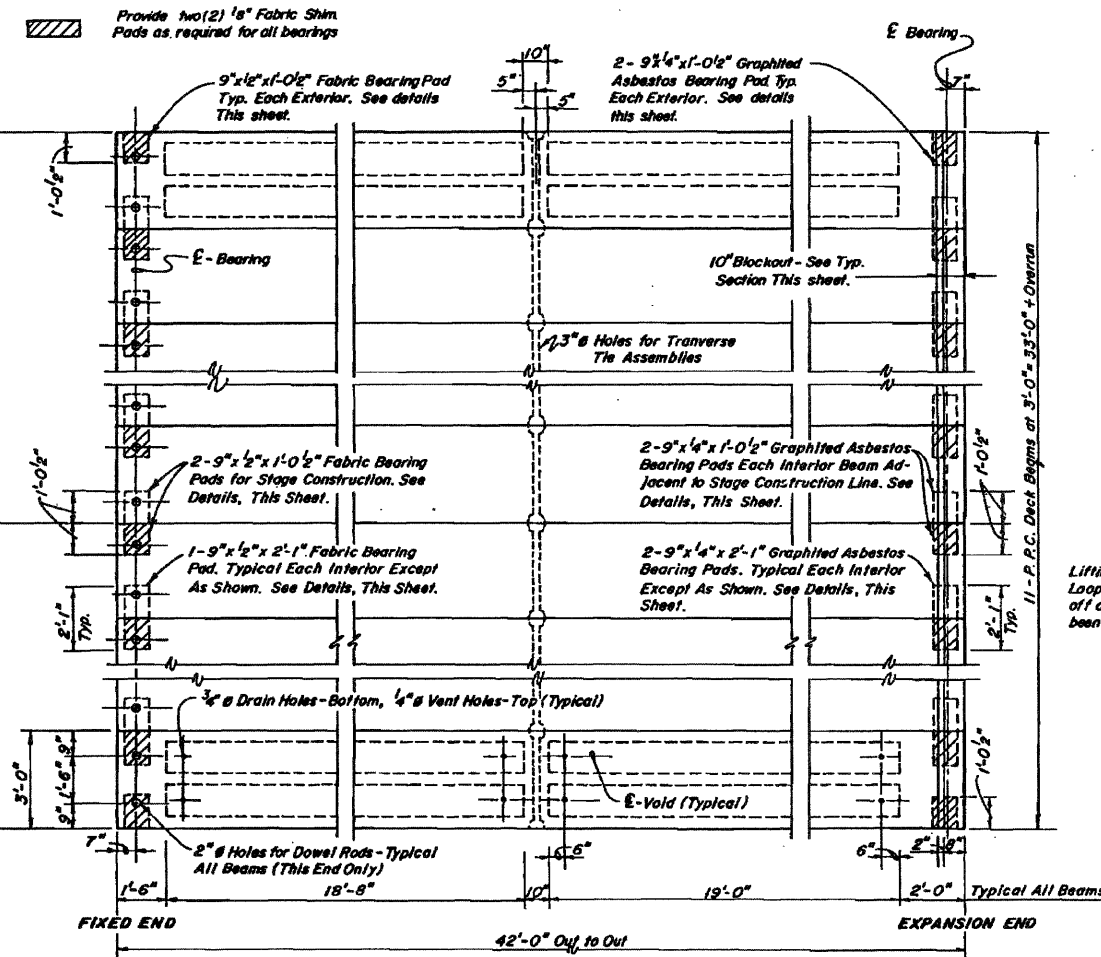 Provide two(2) 1/8" Fabric Shim
Pads as required for all bearings
9"x1/2"x1'-0 1/2" Fabric Bearing Pad
Typ. Each Exterior. See details
This sheet.
10"
5"
5"
2- 9"x1/4"x1'-0 1/2" Graphited
Asbestos Bearing Pad Typ.
Each Exterior. See details
this sheet.
℄ Bearing
7"
1'-0 1/2"
℄-Bearing
10" Blockout-See Typ.
Section This sheet.
3" ø Holes for Tranverse
Tie Assemblies
11-P.P.C. Deck Beams at 3'-0" = 33'-0" + Overrun
1'-0 1/2"
2-9"x1/2"x1'-0 1/2" Fabric Bearing
Pads for Stage Construction. See
Details, This Sheet.
2-9"x1/4"x1'-0 1/2" Graphited Asbestos
Bearing Pads Each Interior Beam Ad-
jacent to Stage Construction Line. See
Details, This Sheet.
1'-0 1/2"
1-9"x1/2"x2'-1" Fabric Bearing
Pad. Typical Each Interior Except
As Shown. See Details, This Sheet.
2-9"x1/4"x2'-1" Graphited Asbestos
Bearing Pads. Typical Each Interior
Except As Shown. See Details, This
Sheet.
2'-1"
Typ.
2'-1"
Typ.
Lifti
Loop
off a
been
3/4" ø Drain Holes-Bottom, 1/4" ø Vent Holes-Top (Typical)
3'-0"
9"
1'-6"
9"
℄-Void (Typical)
1'-0 1/2"
7"
2" ø Holes for Dowel Rods-Typical
All Beams (This End Only)
6"
6"
2"
8"
1'-6"
18'-8"
10"
19'-0"
2'-0"
Typical All Beams
FIXED END
EXPANSION END
42'-0" Out to Out